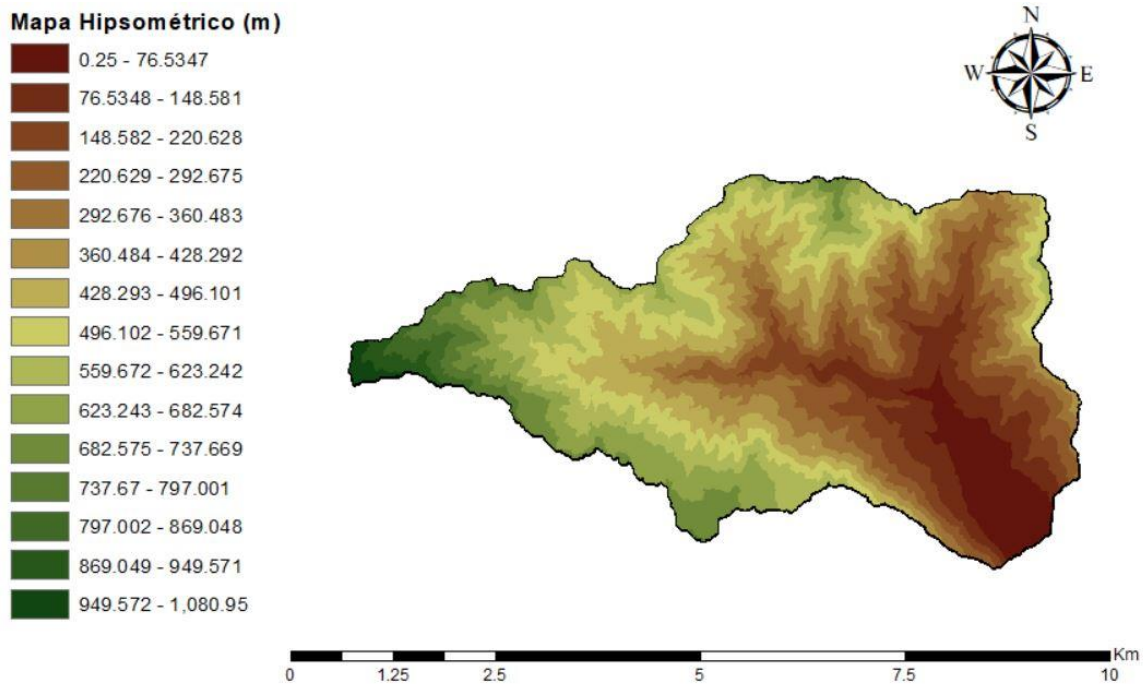 Mapa Hipsométrico (m)
0.25 - 76.5347
76.5348 - 148.581
148.582 - 220.628
220.629 - 292.675
292.676 - 360.483
360.484 - 428.292
428.293 - 496.101
496.102 - 559.671
559.672 - 623.242
623.243 - 682.574
682.575 - 737.669
737.67 - 797.001
797.002 - 869.048
869.049 - 949.571
949.572 - 1,080.95
N
W E
S
Km
0 1.25 2.5 5 7.5 10